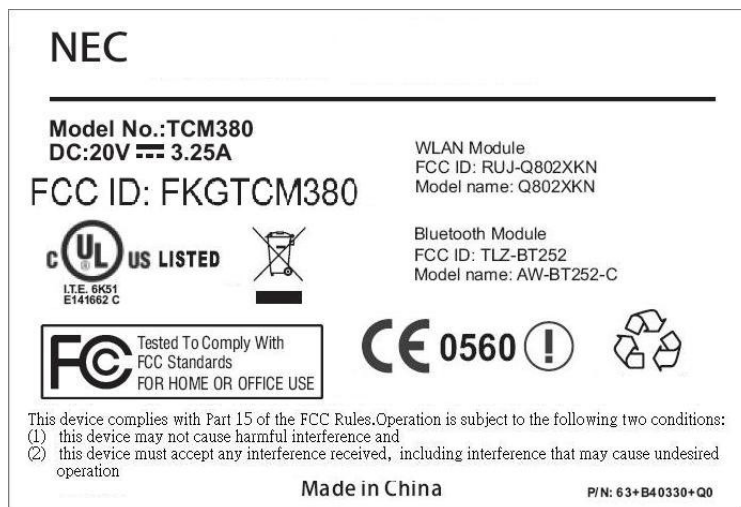 NEC
Model No.:TCM380
DC:20V 3.25A
FCC ID: FKGTCM380
WLAN Module
FCC ID: RUJ-Q802XKN
Model name: Q802XKN
Bluetooth Module
FCC ID: TLZ-BT252
Model name: AW-BT252-C
C UL ® US LISTED
I.T.E. 6K51
E141662 C
FC Tested To Comply With
FCC Standards
FOR HOME OR OFFICE USE
CE 0560 !
This device complies with Part 15 of the FCC Rules.Operation is subject to the following two conditions:
(1) this device may not cause harmful interference and
(2) this device must accept any interference received, including interference that may cause undesired
operation
Made in China
P/N: 63+B40330+Q0